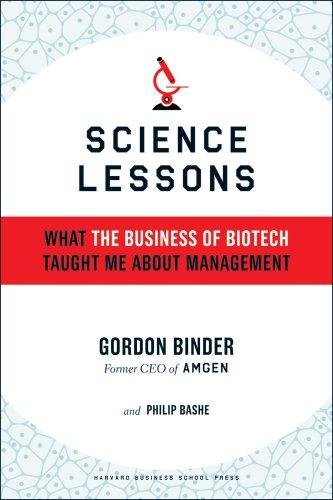 SCIENCE
LESSONS
WHAT THE BUSINESS OF BIOTECH
TAUGHT ME ABOUT MANAGEMENT
GORDON BINDER
Former CEO of AMGEN
and PHILIP BASHE
HARVARD BUSINESS SCHOOL PRESS